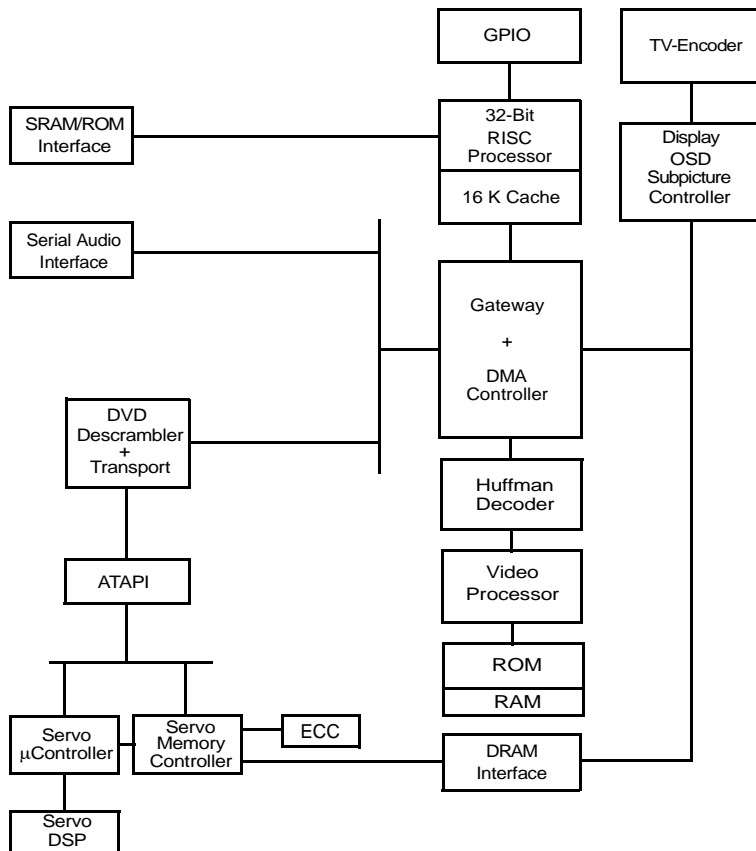 GPIO
TV-Encoder
SRAM/ROM
Interface
32-Bit
RISC
Processor
16 K Cache
Display
OSD
Subpicture
Controller
Serial Audio
Interface
Gateway
+
DMA
Controller
DVD
Descrambler
+
Transport
Huffman
Decoder
ATAPI
Video
Processor
ROM
RAM
Servo
μController
Servo
Memory
Controller
ECC
DRAM
Interface
Servo
DSP